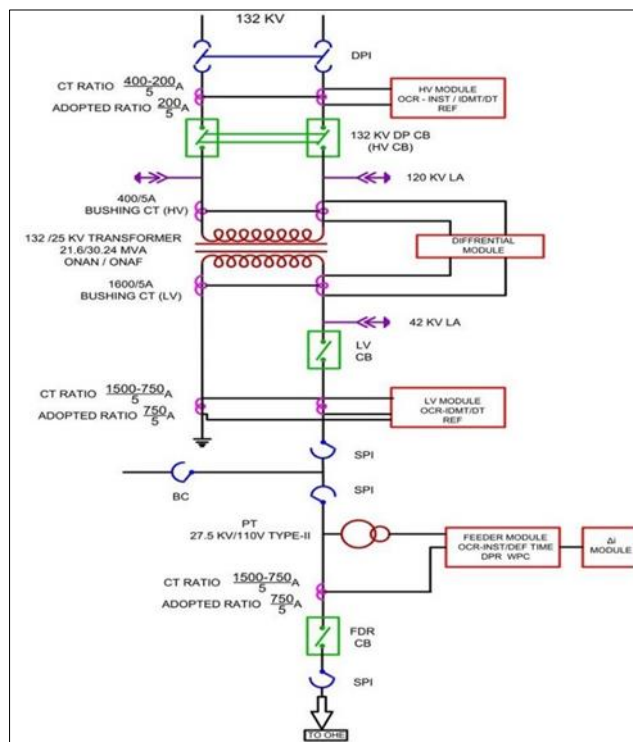 132 KV
DPI
CT RATIO 400-200/5 A
ADOPTED RATIO 200/5 A
HV MODULE
OCR - INST / IDMT/DT
REF
132 KV DP CB
(HV CB)
120 KV LA
400/5A
BUSHING CT (HV)
132 /25 KV TRANSFORMER
21.6/30.24 MVA
ONAN / ONAF
DIFFRENTIAL
MODULE
1600/5A
BUSHING CT (LV)
42 KV LA
LV
CB
CT RATIO 1500-750/5 A
ADOPTED RATIO 750/5 A
LV MODULE
OCR-IDMT/DT
REF
SPI
BC
SPI
PT
27.5 KV/110V TYPE-II
FEEDER MODULE
OCR-INST/DEF TIME
DPR WPC
Δi
MODULE
CT RATIO 1500-750/5 A
ADOPTED RATIO 750/5 A
FDR
CB
SPI
TO OHE